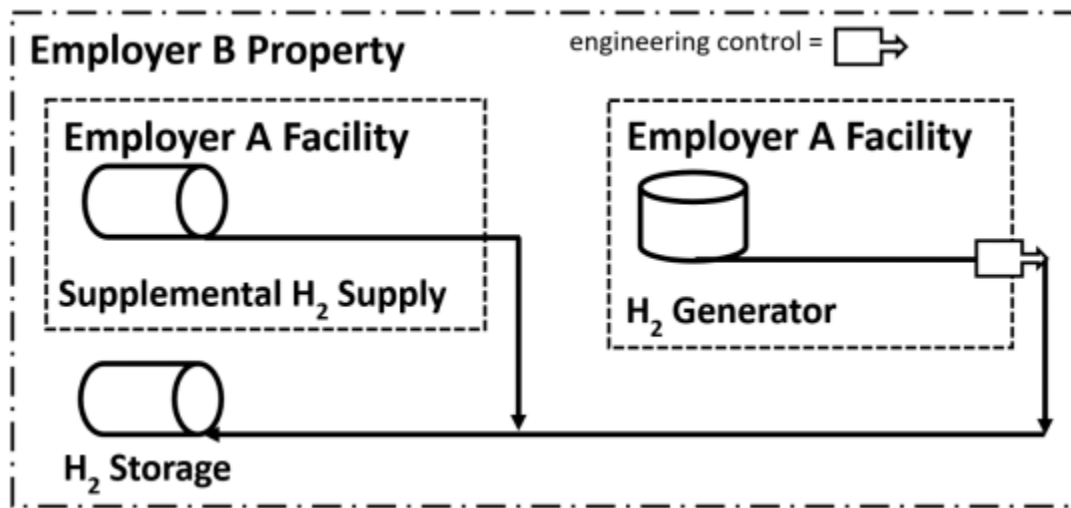 Employer B Property
engineering control =
Employer A Facility
Supplemental H₂ Supply
Employer A Facility
H₂ Generator
H₂ Storage